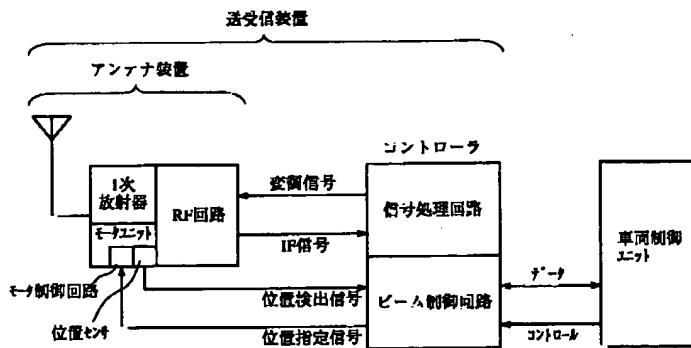 送受信装置
アンテナ装置
コントローラ
1次
放射器
RF回路
変調信号
信号処理回路
モータユニット
IF信号
車両制御
ユニット
モータ制御回路
位置センサ
位置検出信号
ビーム制御回路
データ
位置指定信号
コントロール